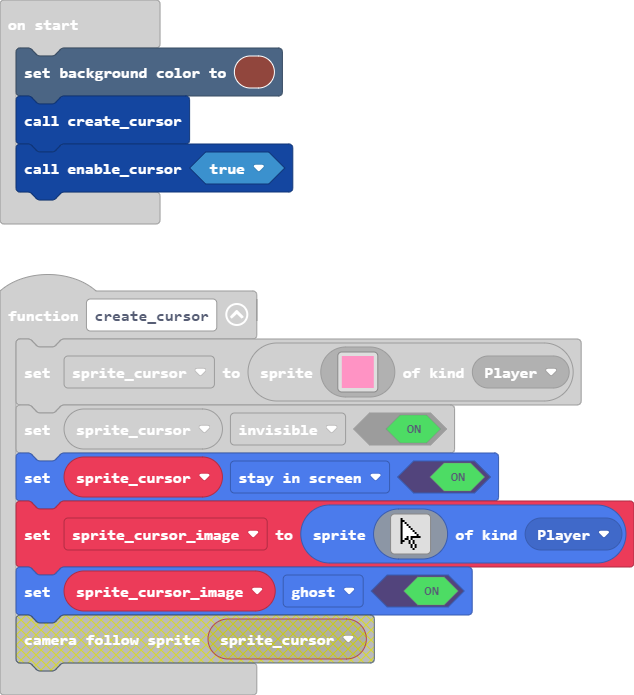 on start
set background color to
call create_cursor
call enable_cursor true
function create_cursor
set sprite_cursor to sprite of kind Player
set sprite_cursor invisible ON
set sprite_cursor stay in screen ON
set sprite_cursor_image to sprite of kind Player
set sprite_cursor_image ghost ON
camera follow sprite sprite_cursor